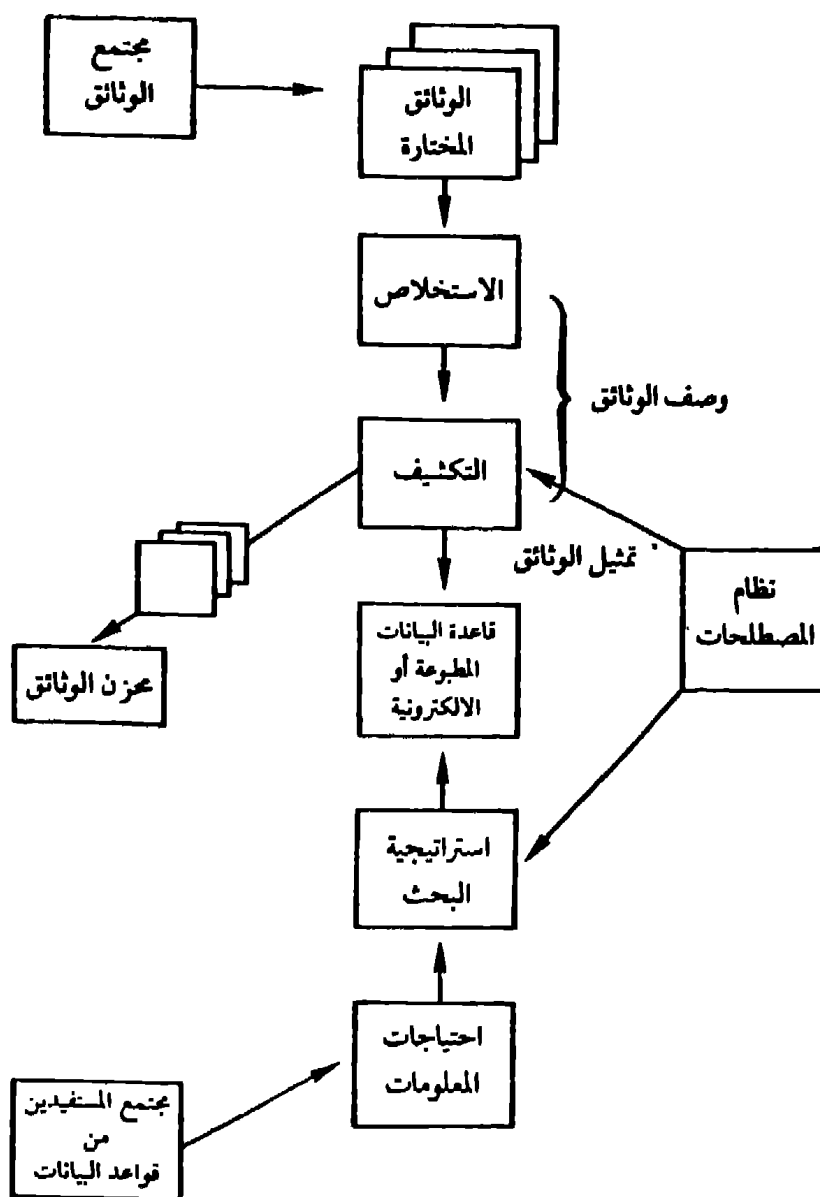 مجتمع
الوثائق
الوثائق
المختارة
الاستخلاص
وصف الوثائق
التكشيف
تمثيل الوثائق
نظام
المصطلحات
مخزن الوثائق
قاعدة البيانات
المطبوعة أو
الالكترونية
استراتيجية
البحث
احتياجات
المعلومات
مجتمع المستفيدين
من
قواعد البيانات